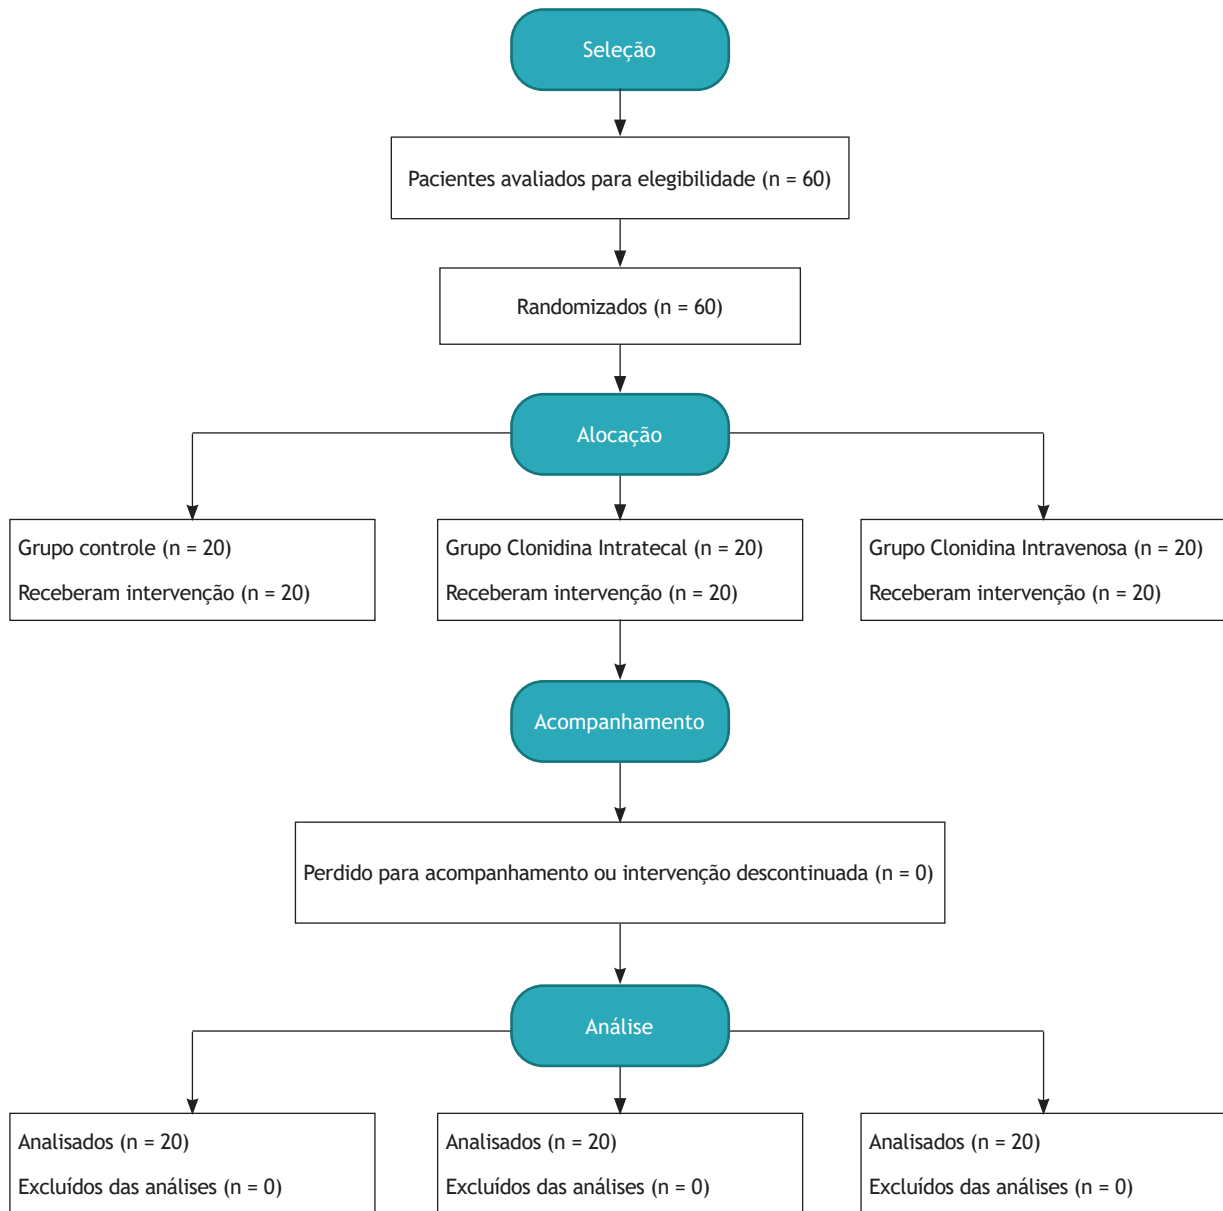 Seleção
Pacientes avaliados para elegibilidade (n = 60)
Randomizados (n = 60)
Alocação
Grupo controle (n = 20)
Receberam intervenção (n = 20)
Grupo Clonidina Intratecal (n = 20)
Receberam intervenção (n = 20)
Grupo Clonidina Intravenosa (n = 20)
Receberam intervenção (n = 20)
Acompanhamento
Perdido para acompanhamento ou intervenção descontinuada (n = 0)
Análise
Analisados (n = 20)
Excluídos das análises (n = 0)
Analisados (n = 20)
Excluídos das análises (n = 0)
Analisados (n = 20)
Excluídos das análises (n = 0)